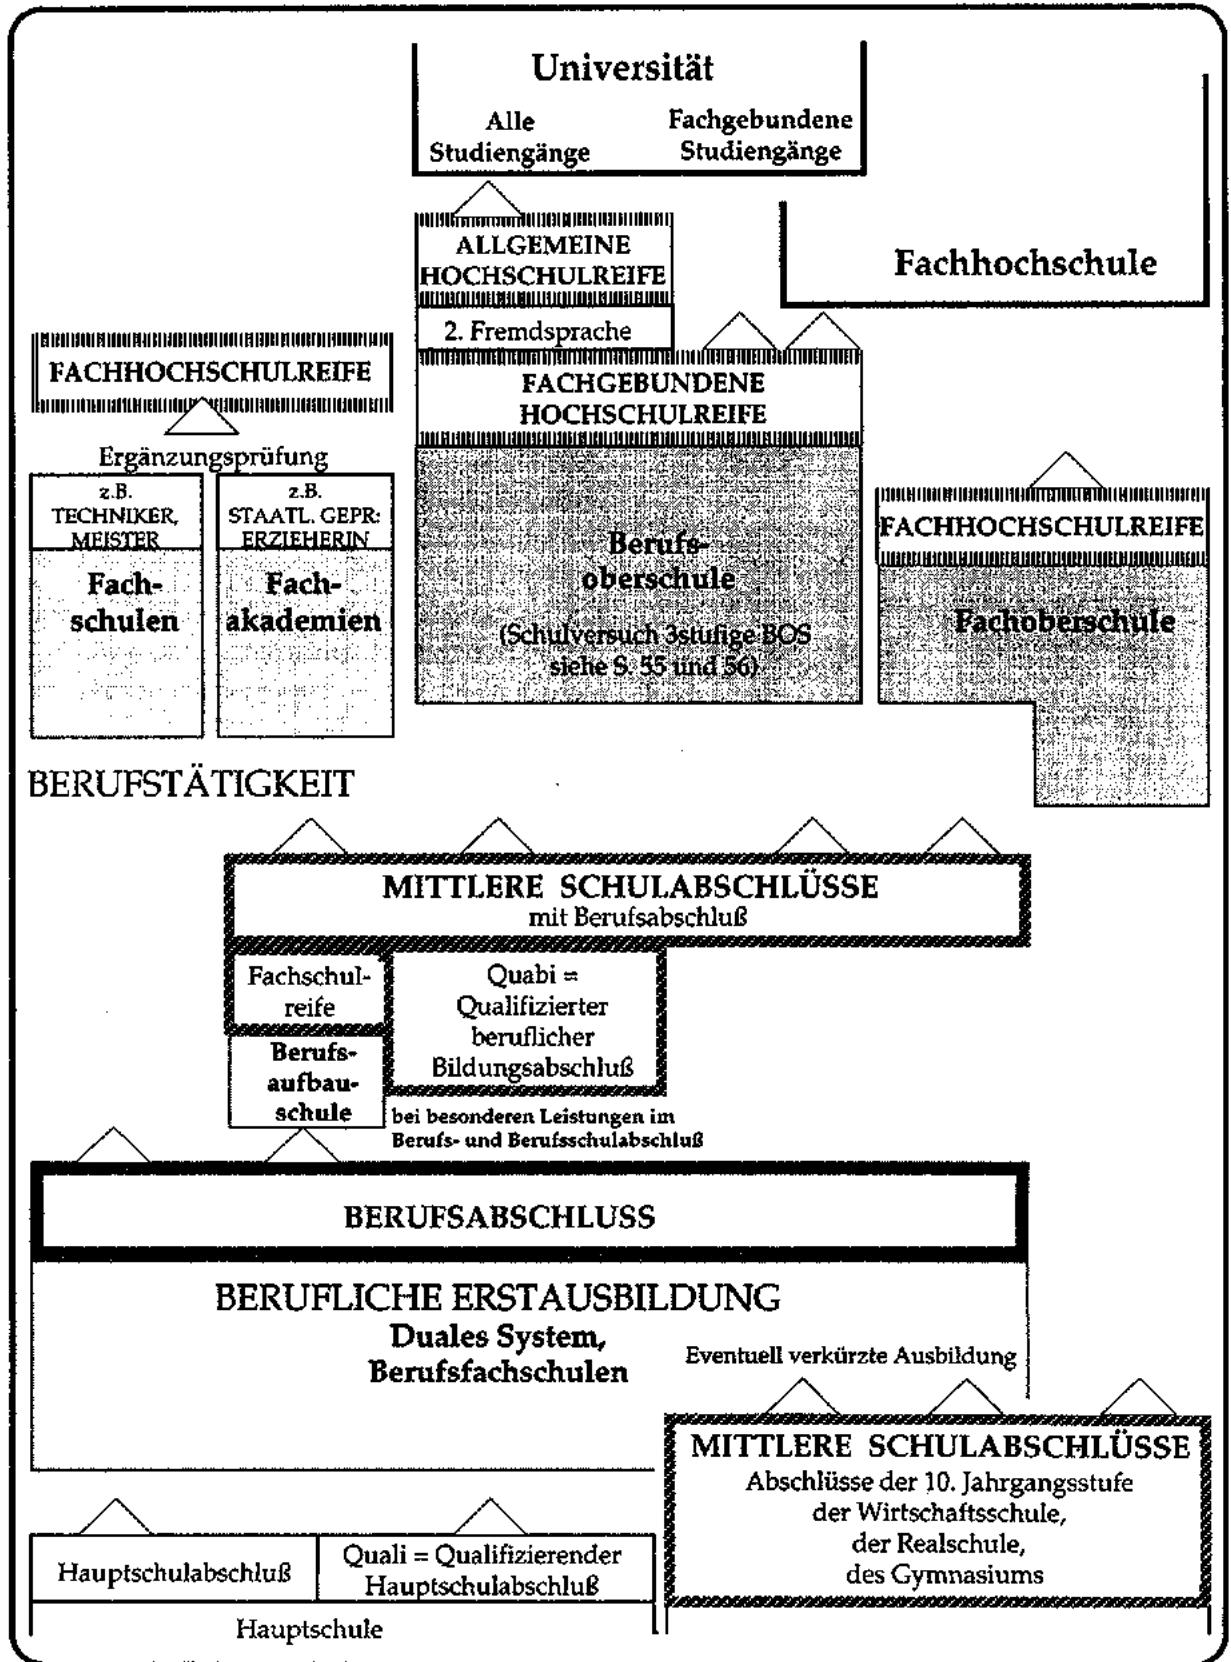 Universität
Alle
Studiengänge
Fachgebundene
Studiengänge
ALLGEMEINE
HOCHSCHULREIFE
2. Fremdsprache
Fachhochschule
FACHHOCHSCHULREIFE
Ergänzungsprüfung
z.B.
TECHNIKER,
MEISTER
Fach-
schulen
z.B.
STAATL. GEPR:
ERZIEHERIN
Fach-
akademien
FACHGEBUNDENE
HOCHSCHULREIFE
Berufs-
oberschule
(Schulversuch 3stufige BOS
siehe S. 55 und 56)
FACHHOCHSCHULREIFE
Fachoberschule
BERUFSTÄTIGKEIT
MITTLERE SCHULABSCHLÜSSE
mit Berufsabschluß
Fachschul-
reife
Berufs-
aufbau-
schule
Quabi =
Qualifizierter
beruflicher
Bildungsabschluß
bei besonderen Leistungen im
Berufs- und Berufsschulabschluß
BERUFSABSCHLUSS
BERUFLICHE ERSTAUSBILDUNG
Duales System,
Berufsfachschulen
Eventuell verkürzte Ausbildung
MITTLERE SCHULABSCHLÜSSE
Abschlüsse der 10. Jahrgangsstufe
der Wirtschaftsschule,
der Realschule,
des Gymnasiums
Hauptschulabschluß
Quali = Qualifizierender
Hauptschulabschluß
Hauptschule